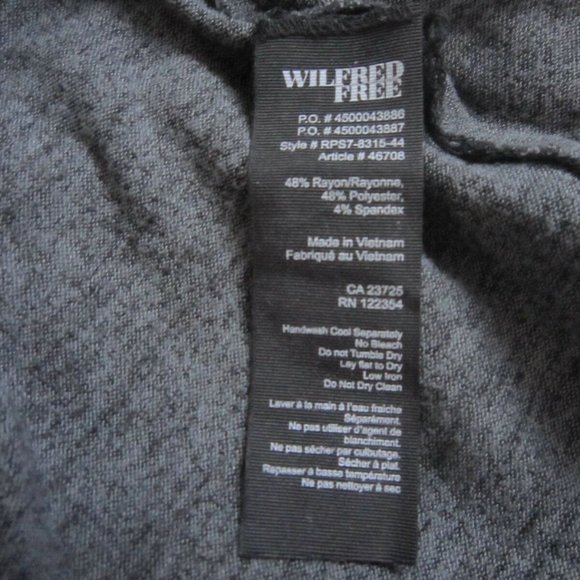 WILFRED
FREE
P.O. # 4500043886
P.O. # 4500043887
Style # RPS7-8315-44
Article # 46708
48% Rayon/Rayonne,
48% Polyester,
4% Spandex
Made in Vietnam
Fabriqué au Vietnam
CA 23725
RN 122354
Handwash Cool Separately
No Bleach
Do not Tumble Dry
Lay flat to Dry
Low Iron
Do Not Dry Clean
Laver à la main à l'eau fraiche
Séparément.
Ne pas utiliser d'agent de
blanchiment.
Ne pas sécher par culbutage.
Sécher à plat.
Repasser à basse température
Ne pas nettoyer à sec